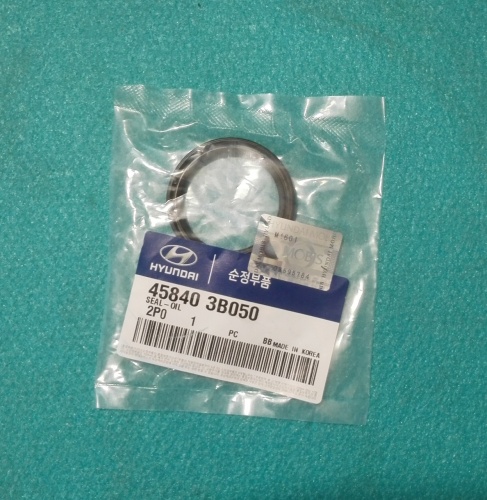 HYUNDAI
순정부품
45840 3B050
SEAL-OIL
2P0 1 PC BB MADE IN KOREA